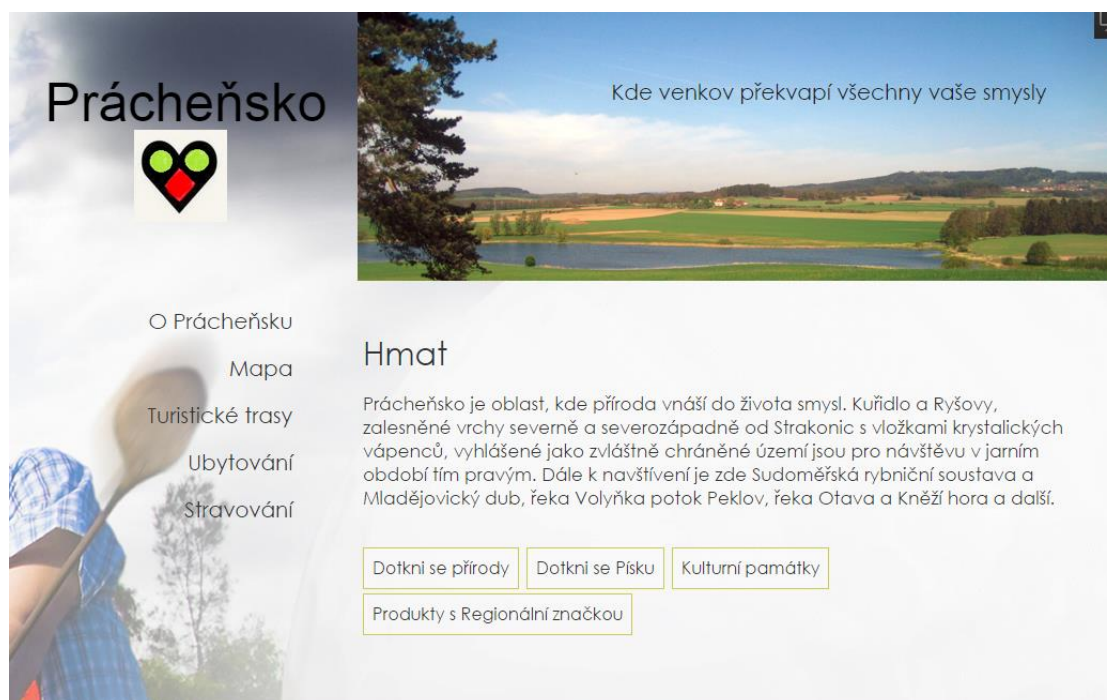 Prácheňsko
Kde venkov překvapí všechny vaše smysly
O Prácheňsku
Mapa
Turistické trasy
Ubytování
Stravování
Hmat
Prácheňsko je oblast, kde příroda vnáší do života smysl. Kuřidlo a Ryšovy,
zalesněné vrchy severně a severozápadně od Strakonic s vložkami krystalických
vápenců, vyhlášené jako zvláštně chráněné území jsou pro návštěvu v jarním
období tím pravým. Dále k navštívení je zde Sudoměřská rybniční soustava a
Mladějovický dub, řeka Volyňka potok Peklov, řeka Otava a Kněží hora a další.
Dotkni se přírody
Dotkni se Písku
Kulturní památky
Produkty s Regionální značkou